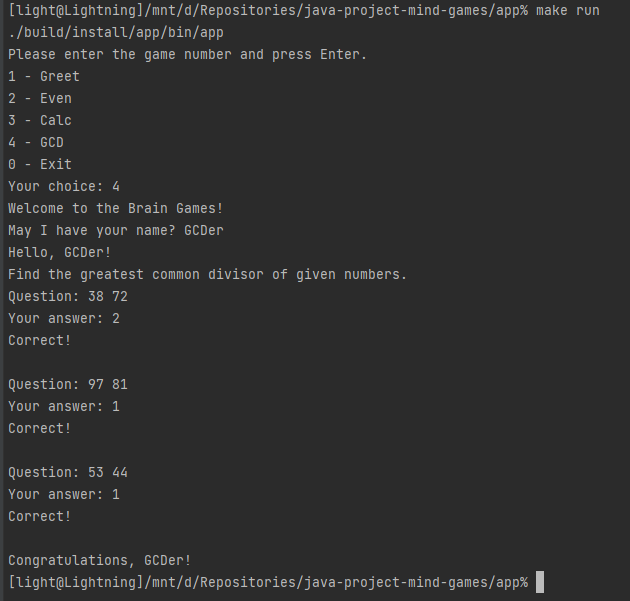 [light@Lightning]/mnt/d/Repositories/java-project-mind-games/app% make run
./build/install/app/bin/app
Please enter the game number and press Enter.
1 - Greet
2 - Even
3 - Calc
4 - GCD
0 - Exit
Your choice: 4
Welcome to the Brain Games!
May I have your name? GCDer
Hello, GCDer!
Find the greatest common divisor of given numbers.
Question: 38 72
Your answer: 2
Correct!
Question: 97 81
Your answer: 1
Correct!
Question: 53 44
Your answer: 1
Correct!
Congratulations, GCDer!
[light@Lightning]/mnt/d/Repositories/java-project-mind-games/app%